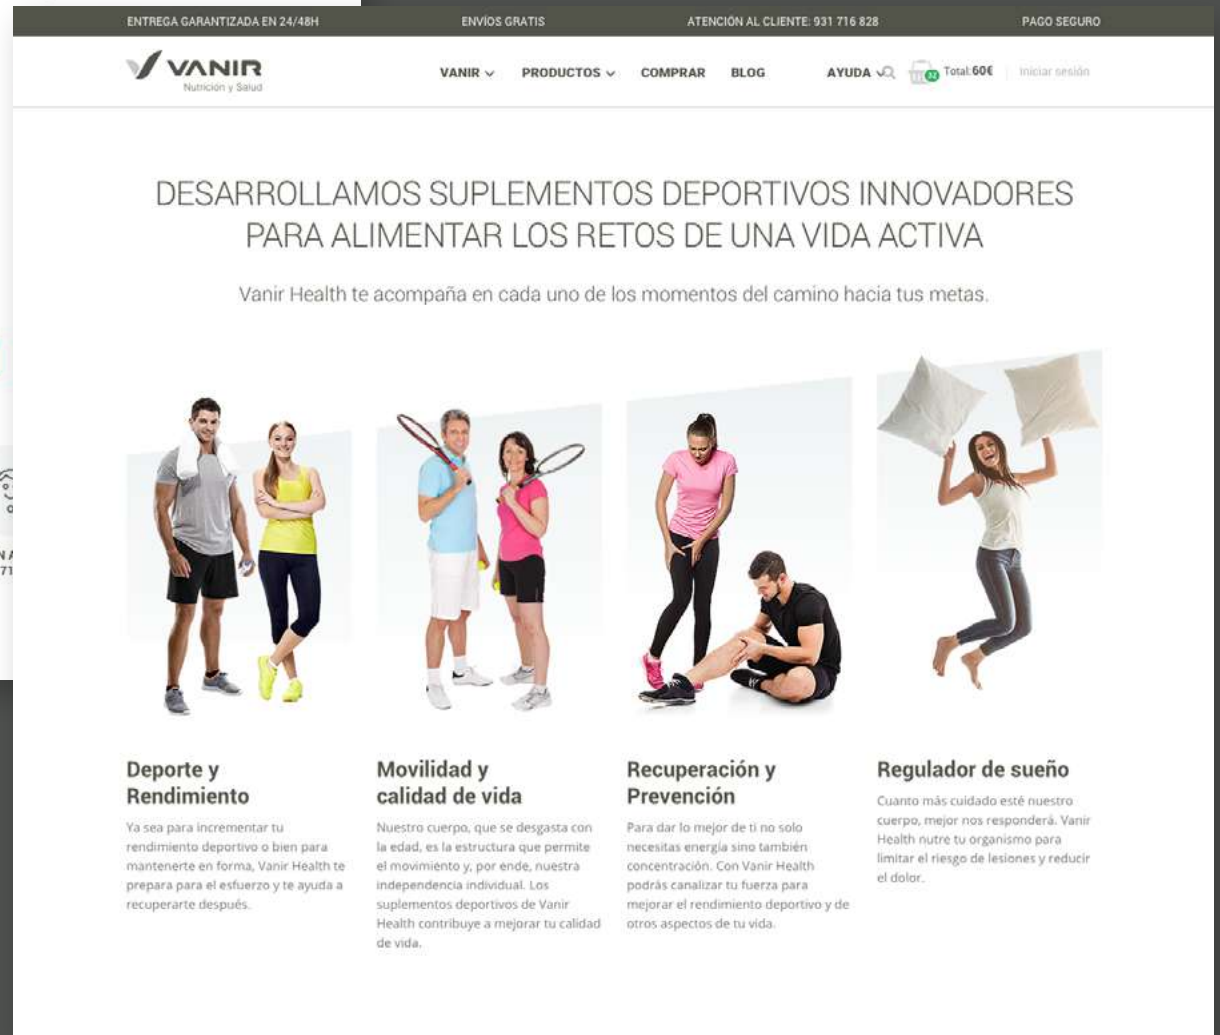 ENTREGA GARANTIZADA EN 24/48H
ENVÍOS GRATIS
ATENCIÓN AL CLIENTE: 931 716 828
PAGO SEGURO
VANIR
Nutrición y Salud
VANIR
PRODUCTOS
COMPRAR
BLOG
AYUDA
32
Total:60€
Iniciar sesión
DESARROLLAMOS SUPLEMENTOS DEPORTIVOS INNOVADORES
PARA ALIMENTAR LOS RETOS DE UNA VIDA ACTIVA
Vanir Health te acompaña en cada uno de los momentos del camino hacia tus metas.
Deporte y
Rendimiento
Ya sea para incrementar tu
rendimiento deportivo o bien para
mantenerte en forma, Vanir Health te
prepara para el esfuerzo y te ayuda a
recuperarte después.
Movilidad y
calidad de vida
Nuestro cuerpo, que se desgasta con
la edad, es la estructura que permite
el movimiento y, por ende, nuestra
independencia individual. Los
suplementos deportivos de Vanir
Health contribuye a mejorar tu calidad
de vida.
Recuperación y
Prevención
Para dar lo mejor de ti no solo
necesitas energía sino también
concentración. Con Vanir Health
podrás canalizar tu fuerza para
mejorar el rendimiento deportivo y de
otros aspectos de tu vida.
Regulador de sueño
Cuanto más cuidado esté nuestro
cuerpo, mejor nos responderá. Vanir
Health nutre tu organismo para
limitar el riesgo de lesiones y reducir
el dolor.